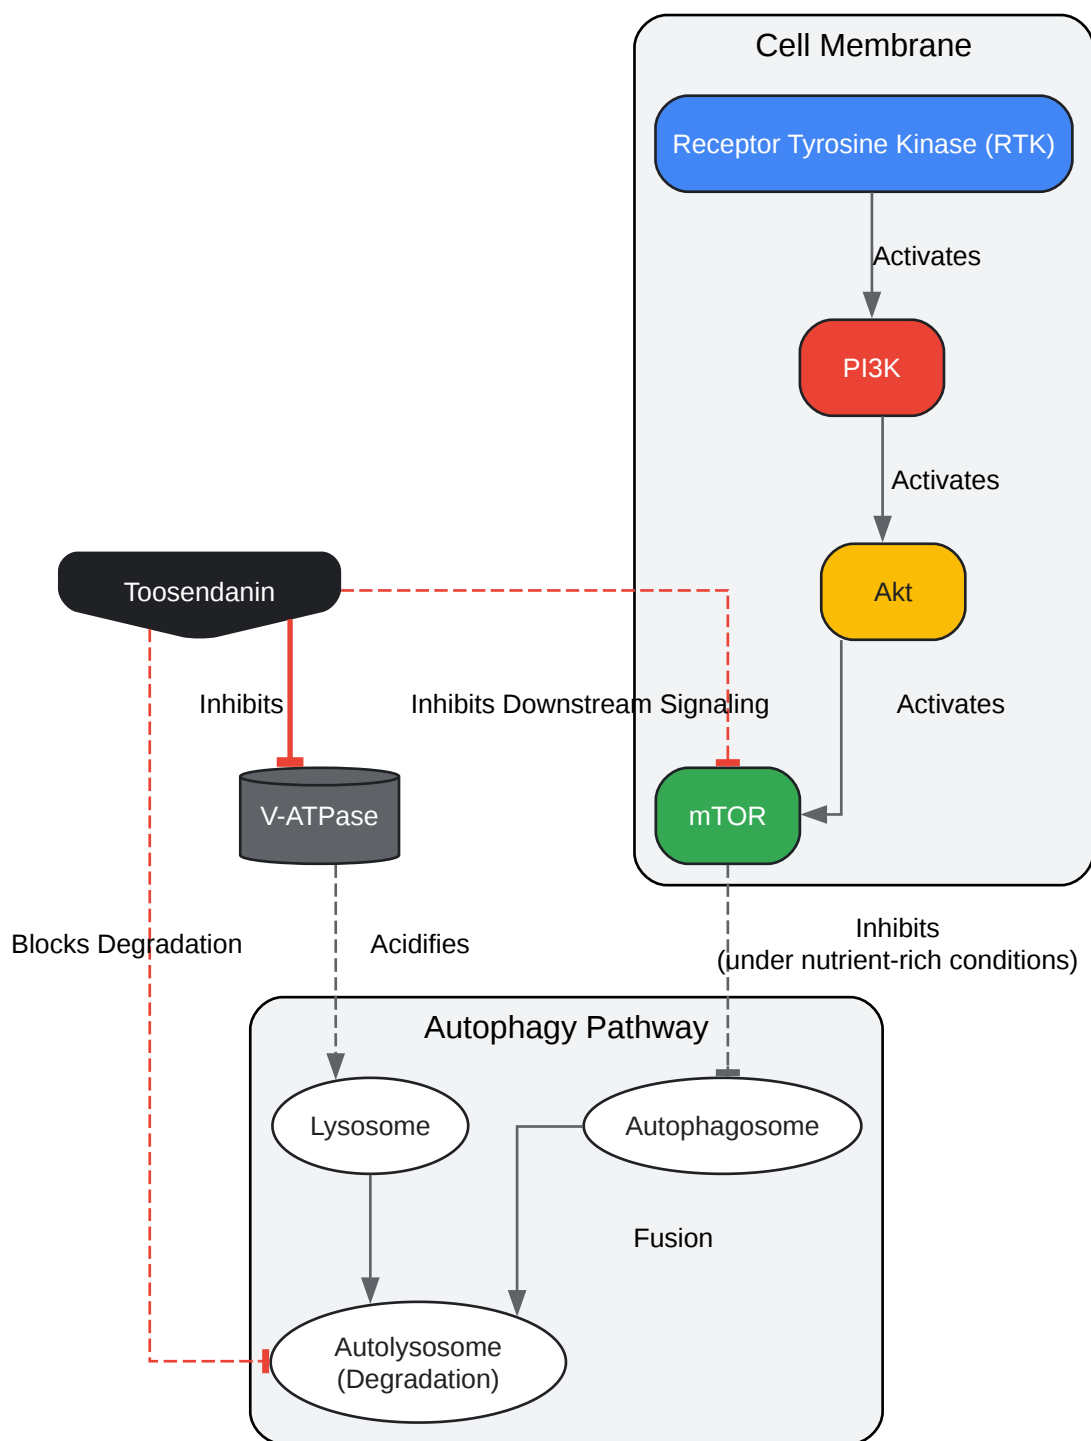 Cell Membrane
Receptor Tyrosine Kinase (RTK)
Activates
PI3K
Activates
Toosendanin
Akt
Inhibits
Inhibits Downstream Signaling
Activates
V-ATPase
mTOR
Blocks Degradation
Acidifies
Inhibits
(under nutrient-rich conditions)
Autophagy Pathway
Lysosome
Autophagosome
Fusion
Autolysosome
(Degradation)